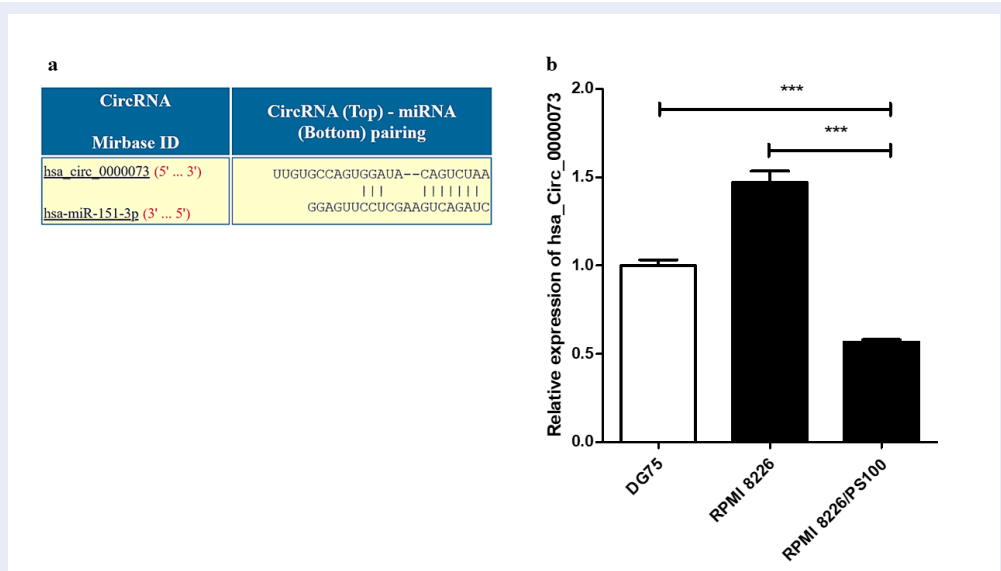 a
CircRNA
Mirbase ID
CircRNA (Top) - miRNA
(Bottom) pairing
hsa_circ_0000073 (5' ... 3')
UUGUGCCAGUGGAUA--CAGUCUAA
||| |||||||
hsa-miR-151-3p (3' ... 5')
GGAGUUCCUCGAAGUCAGAUC
b
Relative expression of hsa_Circ_0000073
2.0
1.5
1.0
0.5
0.0
***
***
DG75
RPMI 8226
RPMI 8226/PS100